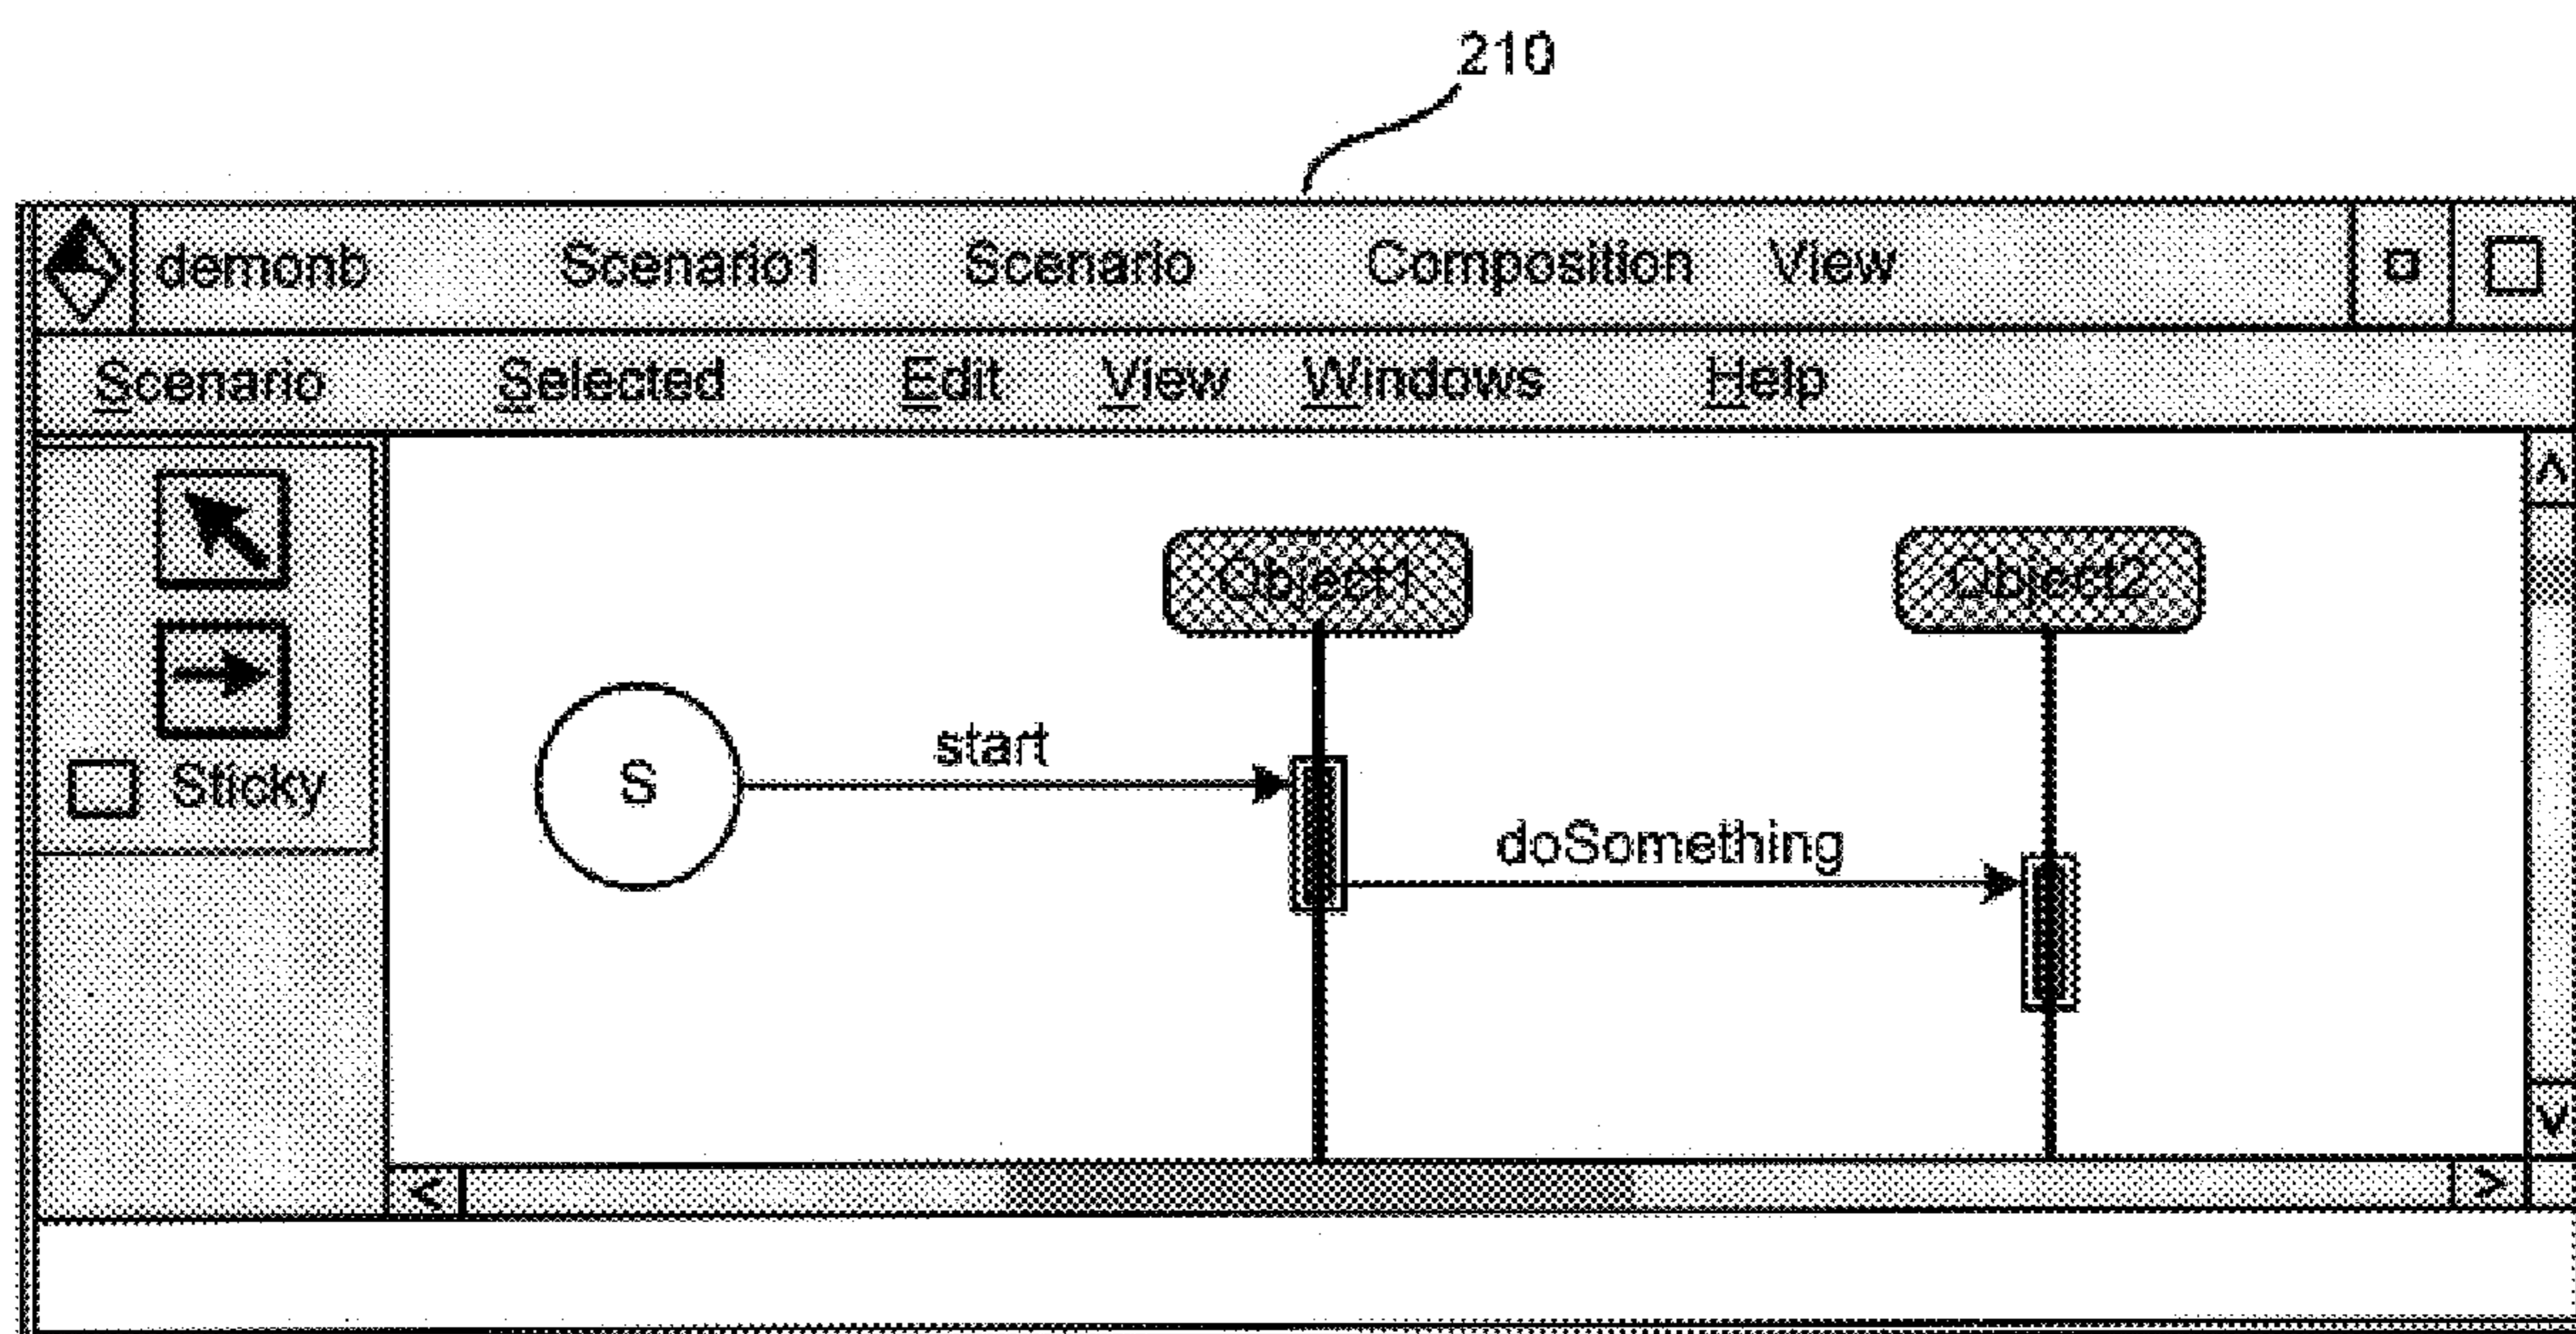 210
demonb Scenario1 Scenario Composition View
Scenario Selected Edit View Windows Help
Object1 Object2
start
S
Sticky
doSomething